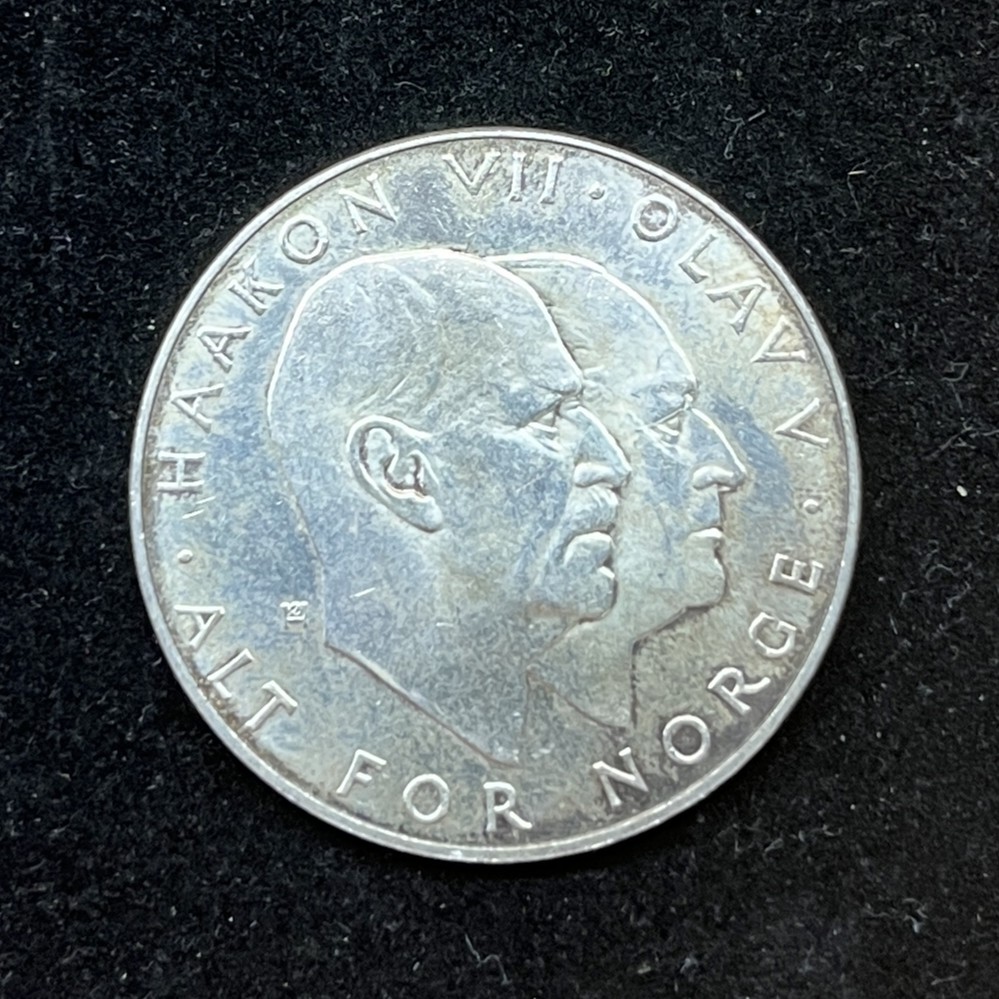 HAAKON VII · OLAV V ·
ALT FOR NORGE ·